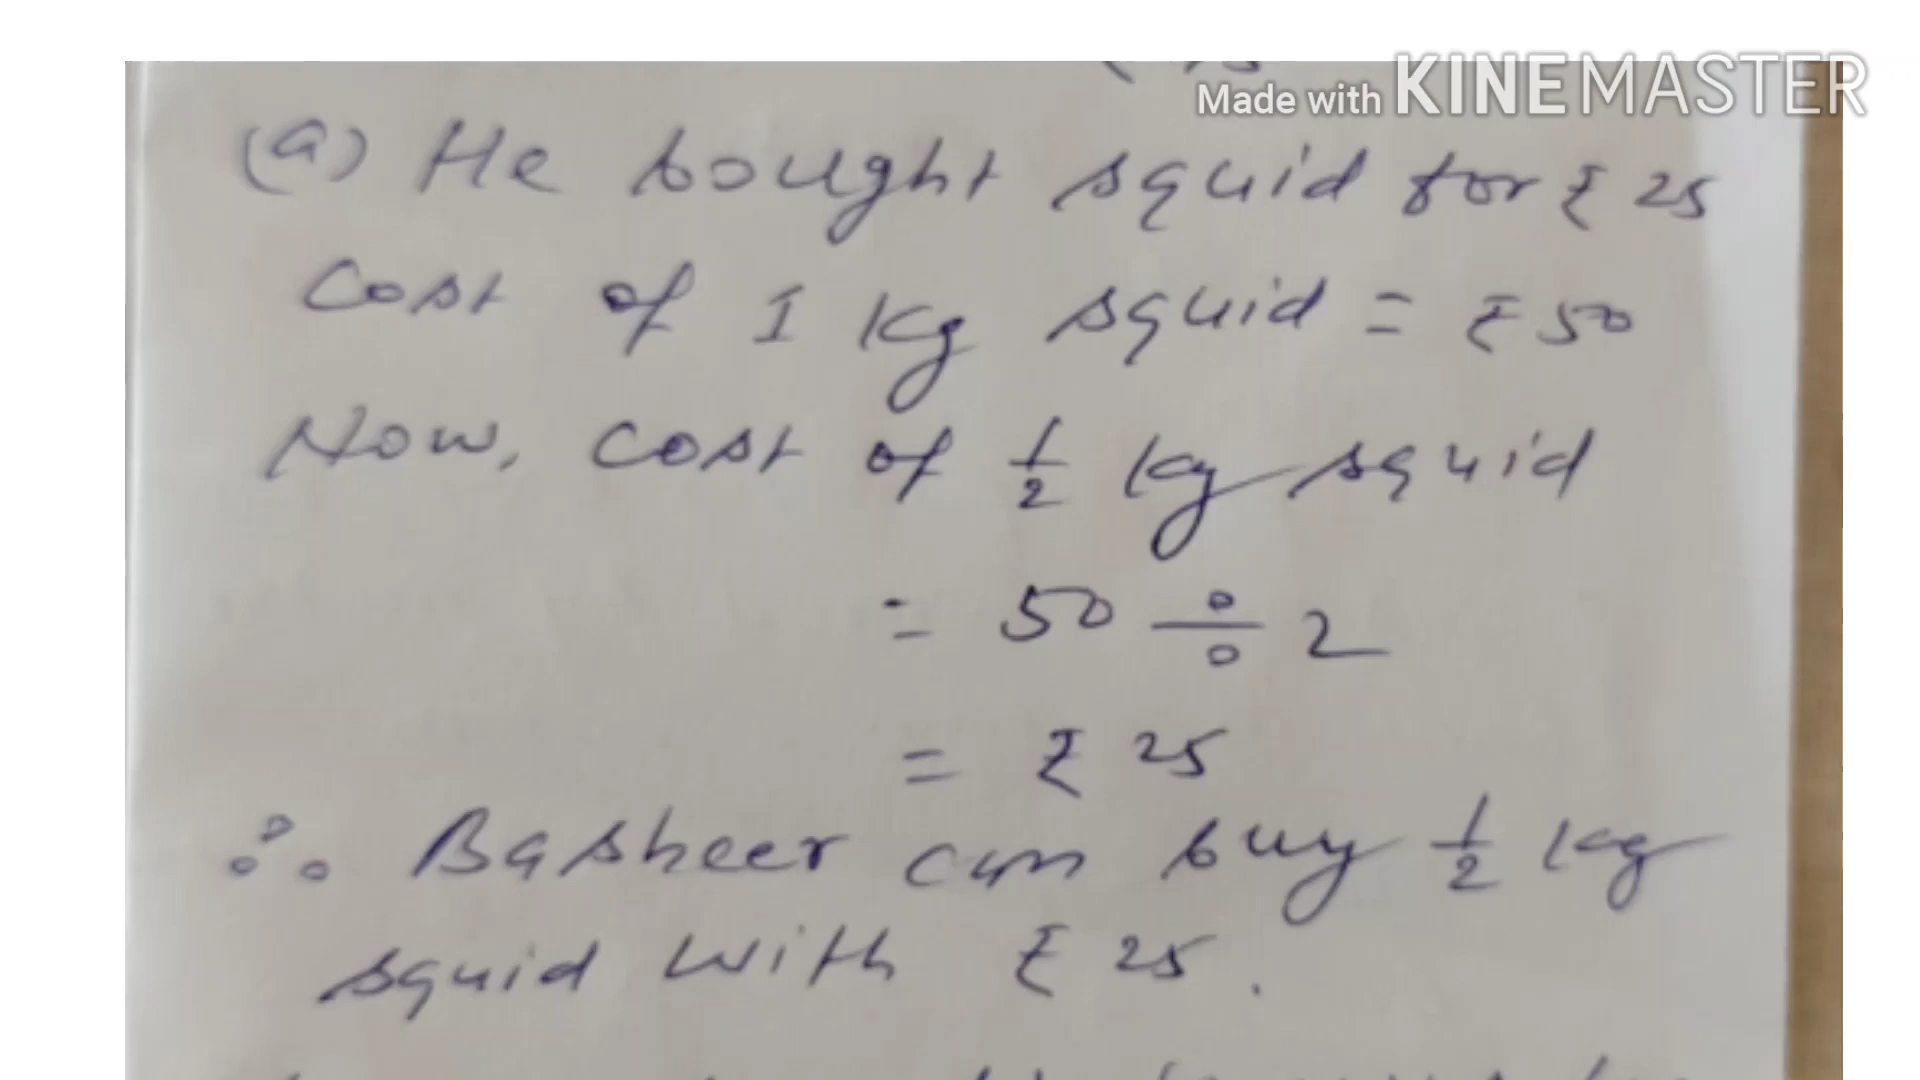 Made with KINEMASTER
(a) He bought squid for ₹ 25
Cost of 1 Kg squid = ₹ 50
Now, cost of 1/2 kg squid
= 50 ÷ 2
= ₹ 25
∴ Basheer can buy 1/2 kg
squid with ₹ 25.